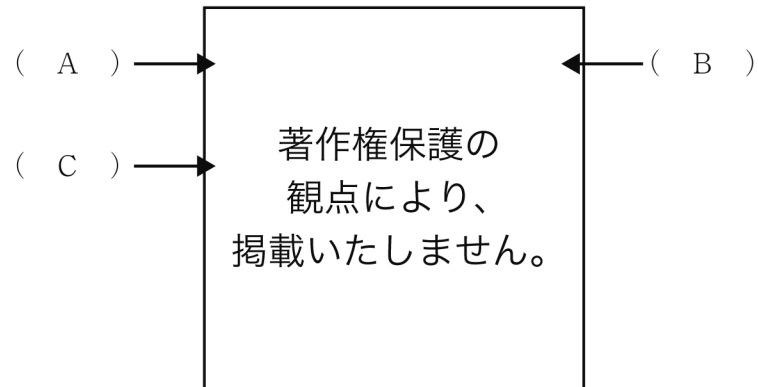 （　A　）
（　B　）
（　C　）
著作権保護の
観点により、
掲載いたしません。